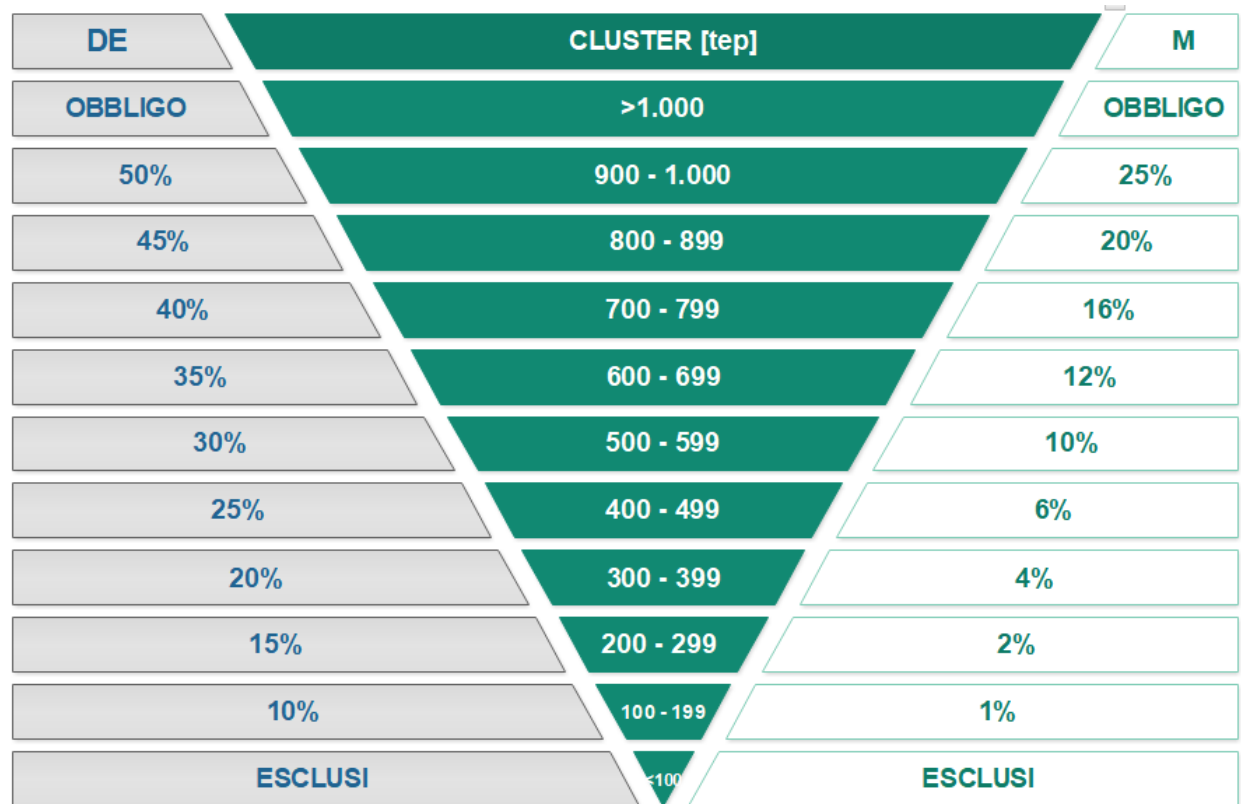 DE CLUSTER [tep] M
OBBLIGO >1.000 OBBLIGO
50% 900 - 1.000 25%
45% 800 - 899 20%
40% 700 - 799 16%
35% 600 - 699 12%
30% 500 - 599 10%
25% 400 - 499 6%
20% 300 - 399 4%
15% 200 - 299 2%
10% 100 - 199 1%
ESCLUSI <100 ESCLUSI